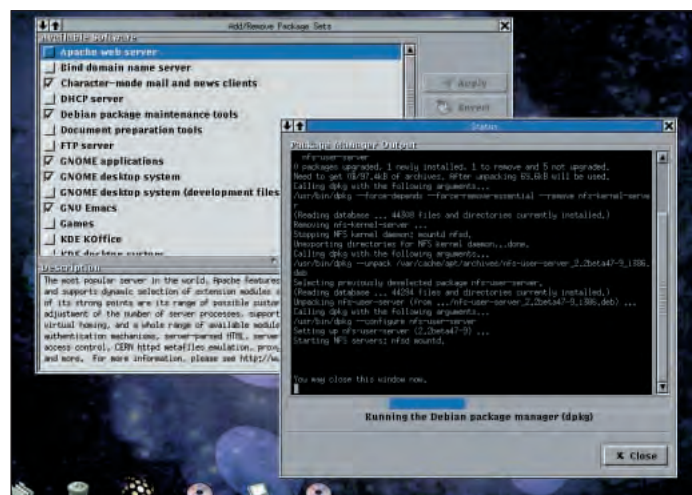 Add/Remove Package Sets
Available Software
Apache web server
Bind domain name server
Character-mode mail and news clients
DHCP server
Debian package maintenance tools
Document preparation tools
FTP server
GNOME applications
GNOME desktop system
GNOME desktop system (development files
GNU Emacs
Games
KDE KOffice
KDE desktop system
Apply
Revert
Description
The most popular server in the world, Apache features
and supports dynamic selection of extension modules
of its strong points are its range of possible
adjustment of the number of server processes, support
virtual hosting, and a whole range of available
authentication mechanisms, server-parsed HTML, server
access control, CERN httpd metafiles emulation,
and more. For more information, please see
Status
Package Manager Output
nfs-user-server
0 packages upgraded, 1 newly installed, 1 to remove and 5 not upgraded.
Need to get 0B/97.4kB of archives. After unpacking 69.6kB will be used.
Calling dpkg with the following arguments...
/usr/bin/dpkg --force-depends --force-remove-essential --remove nfs-kernel-serve
r
(Reading database ... 44308 files and directories currently installed.)
Removing nfs-kernel-server ...
Stopping NFS kernel daemon: mountd nfsd.
Unexporting directories for NFS kernel daemon...done.
Calling dpkg with the following arguments...
/usr/bin/dpkg --unpack /var/cache/apt/archives/nfs-user-server_2.2beta47-9_i386.
deb
Selecting previously deselected package nfs-user-server.
(Reading database ... 44294 files and directories currently installed.)
Unpacking nfs-user-server (from .../nfs-user-server_2.2beta47-9_i386.deb) ...
Calling dpkg with the following arguments...
/usr/bin/dpkg --configure nfs-user-server
Setting up nfs-user-server (2.2beta47-9) ...
Starting NFS servers: nfsd mountd.
You may close this window now.
Running the Debian package manager (dpkg)
X Close